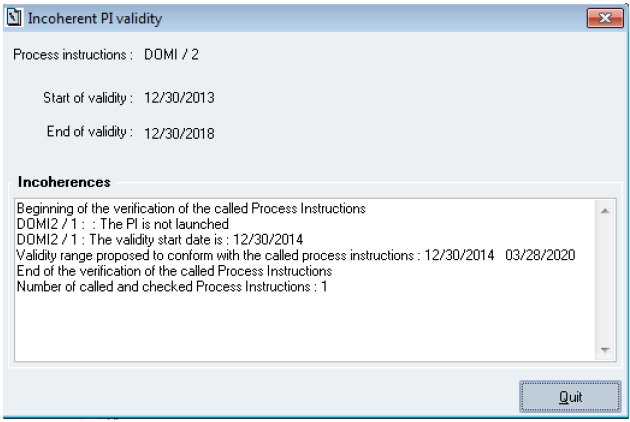 Incoherent PI validity
Process instructions : DOMI / 2
Start of validity : 12/30/2013
End of validity : 12/30/2018
Incoherences
Beginning of the verification of the called Process Instructions
DOMI2 / 1 : : The PI is not launched
DOMI2 / 1 : The validity start date is : 12/30/2014
Validity range proposed to conform with the called process instructions : 12/30/2014 03/28/2020
End of the verification of the called Process Instructions
Number of called and checked Process Instructions : 1
Quit